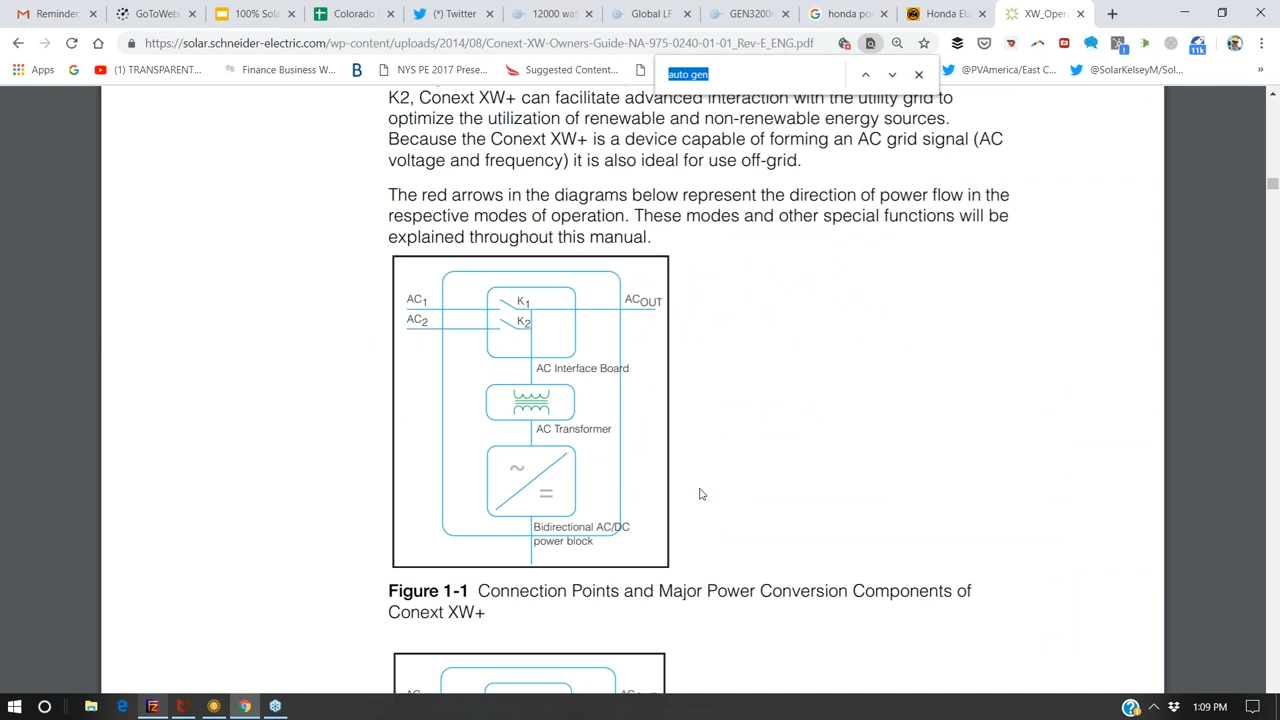 Reminder:
GoToWebi
100% Sola
Colorado I
(*) Twitter
12000 wat
Global LF
GEN3200r
honda po
Honda EU
XW_Opera
https://solar.schneider-electric.com/wp-content/uploads/2014/08/Conext-XW-Owners-Guide-NA-975-0240-01-01_Rev-E_ENG.pdf
11k
Apps
(1) TRANSPARENT...
Finance Business W...
NYS PE 2017 Prese...
Suggested Content...
auto gen
@PVAmerica/East C...
@SolarKelseyM/Sol...
K2, Conext XW+ can facilitate advanced interaction with the utility grid to
optimize the utilization of renewable and non-renewable energy sources.
Because the Conext XW+ is a device capable of forming an AC grid signal (AC
voltage and frequency) it is also ideal for use off-grid.
The red arrows in the diagrams below represent the direction of power flow in the
respective modes of operation. These modes and other special functions will be
explained throughout this manual.
AC1
K1
ACOUT
AC2
K2
AC Interface Board
AC Transformer
~
=
Bidirectional AC/DC
power block
Figure 1-1 Connection Points and Major Power Conversion Components of
Conext XW+
1:09 PM